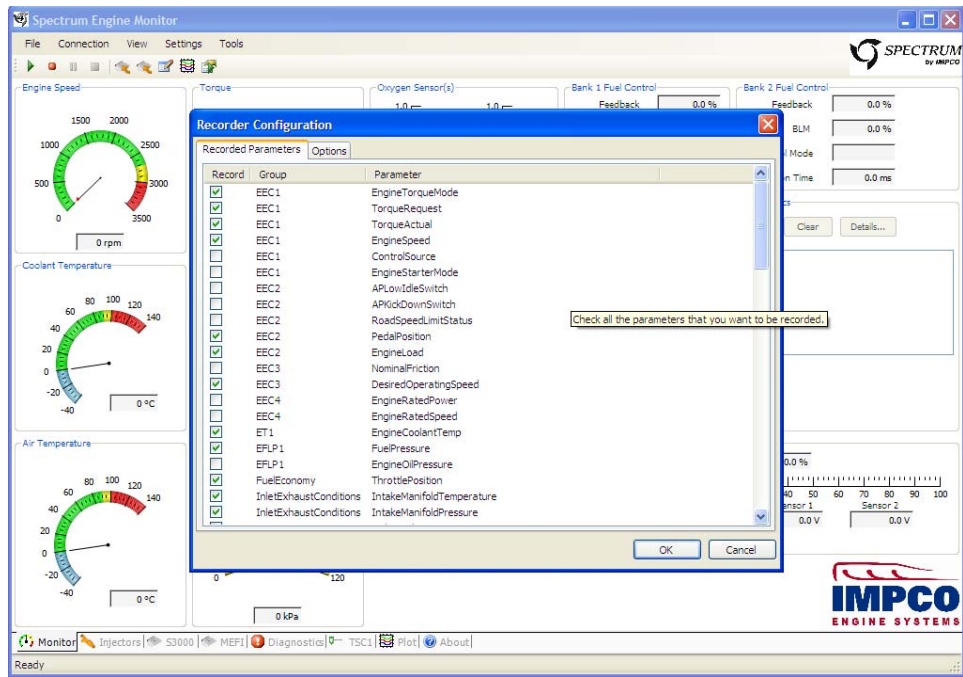 Spectrum Engine Monitor
File Connection View Settings Tools
SPECTRUM
by IMPCO
Engine Speed
Torque
Oxygen Sensor(s)
Bank 1 Fuel Control
Bank 2 Fuel Control
1.0
1.0
Feedback 0.0 %
Feedback 0.0 %
BLM 0.0 %
Mode
Time 0.0 ms
0
500
1000
1500
2000
2500
3000
3500
0 rpm
Clear
Details...
Recorder Configuration
Recorded Parameters
Options
Record Group Parameter
EEC1 EngineTorqueMode
EEC1 TorqueRequest
EEC1 TorqueActual
EEC1 EngineSpeed
EEC1 ControlSource
EEC1 EngineStarterMode
EEC2 APLowIdleSwitch
EEC2 APKickDownSwitch
EEC2 RoadSpeedLimitStatus
EEC2 PedalPosition
EEC2 EngineLoad
EEC3 NominalFriction
EEC3 DesiredOperatingSpeed
EEC4 EngineRatedPower
EEC4 EngineRatedSpeed
ET1 EngineCoolantTemp
EFLP1 FuelPressure
EFLP1 EngineOilPressure
FuelEconomy ThrottlePosition
InletExhaustConditions IntakeManifoldTemperature
InletExhaustConditions IntakeManifoldPressure
Check all the parameters that you want to be recorded.
OK
Cancel
Coolant Temperature
-40
-20
0
20
40
60
80
100
120
140
0 °C
Air Temperature
-40
-20
0
20
40
60
80
100
120
140
0 °C
0
120
0 kPa
0.0 %
40 50 60 70 80 90 100
Sensor 2
0.0 V
0.0 V
IMPCO
ENGINE SYSTEMS
Monitor Injectors S3000 MEFI Diagnostics TSC1 Plot About
Ready